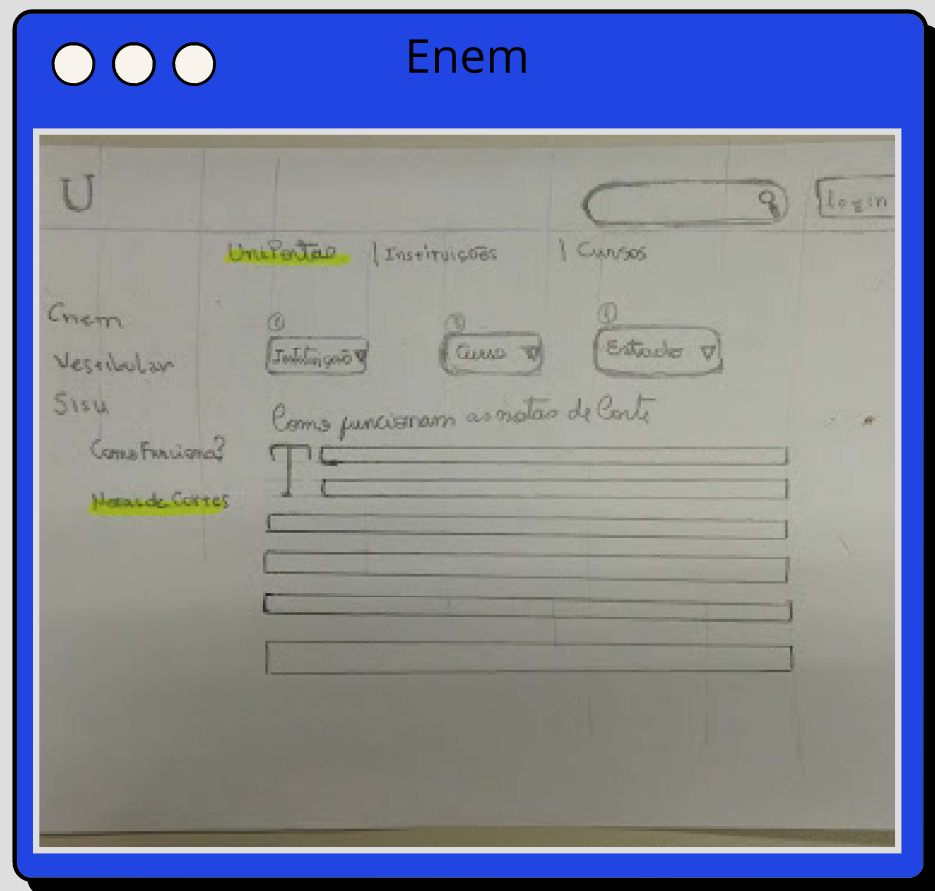 Enem
U
login
UniPortas | Instituições | Cursos
Enem
Vestibular
Sisu
Como Funciona?
Notas de Cortes
Instituição Curso Estado
Como funcionam as notas de Corte
T